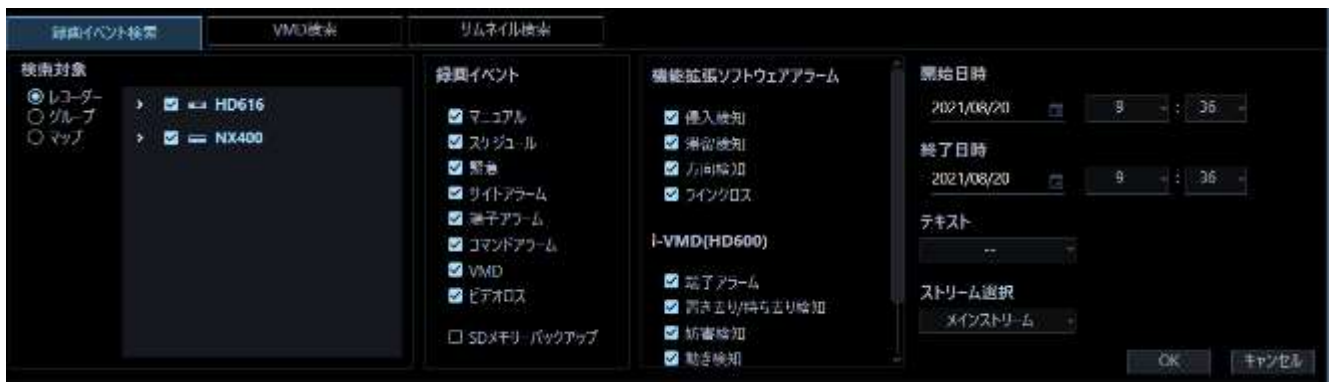 録画イベント検索
VMD検索
サムネイル検索
検索対象
レコーダー
グループ
マップ
HD616
NX400
録画イベント
マニュアル
スケジュール
緊急
サイトアラーム
端子アラーム
コマンドアラーム
VMD
ビデオロス
SDメモリーバックアップ
機能拡張ソフトウェアアラーム
侵入検知
滞留検知
方向検知
ラインクロス
i-VMD(HD600)
端子アラーム
置き去り/持ち去り検知
妨害検知
動き検知
開始日時
2021/08/20 9 : 36
終了日時
2021/08/20 9 : 36
テキスト
--
ストリーム選択
メインストリーム
OK キャンセル